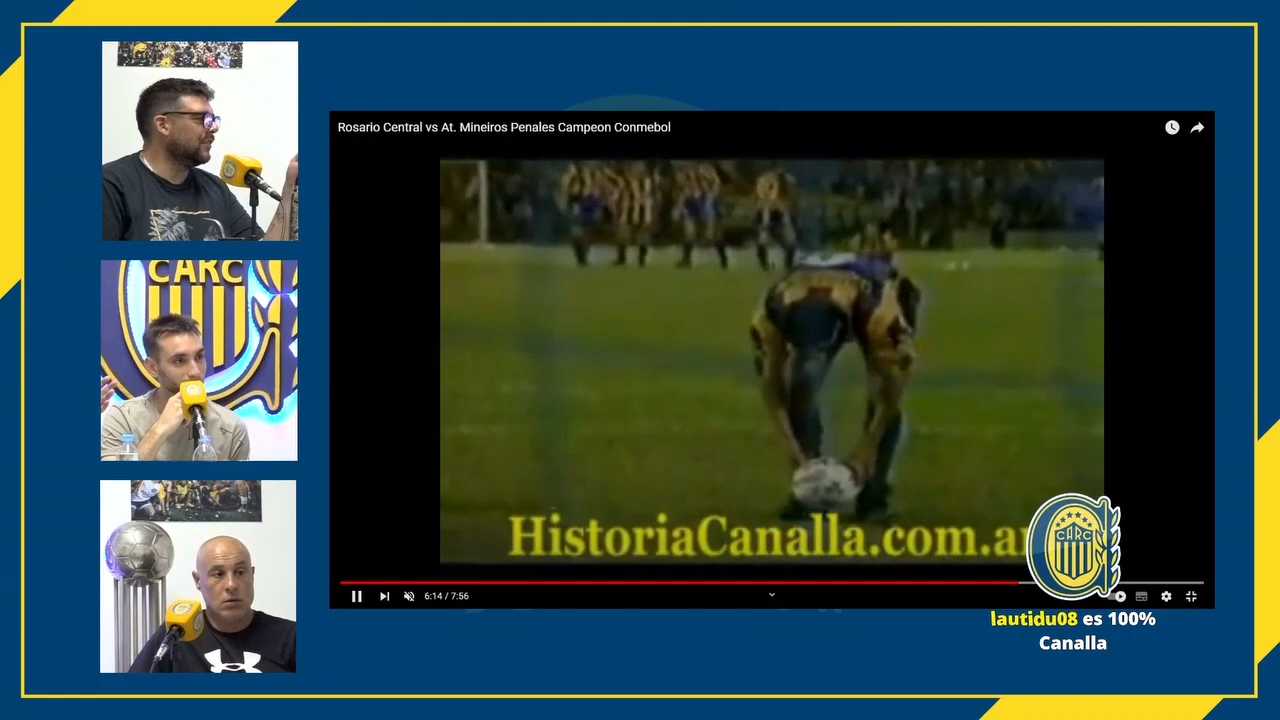 Rosario Central vs At. Mineiros Penales Campeon Conmebol
CARC
HistoriaCanalla.com.ar
CARC
6:14 / 7:56
lautidu08 es 100%
Canalla